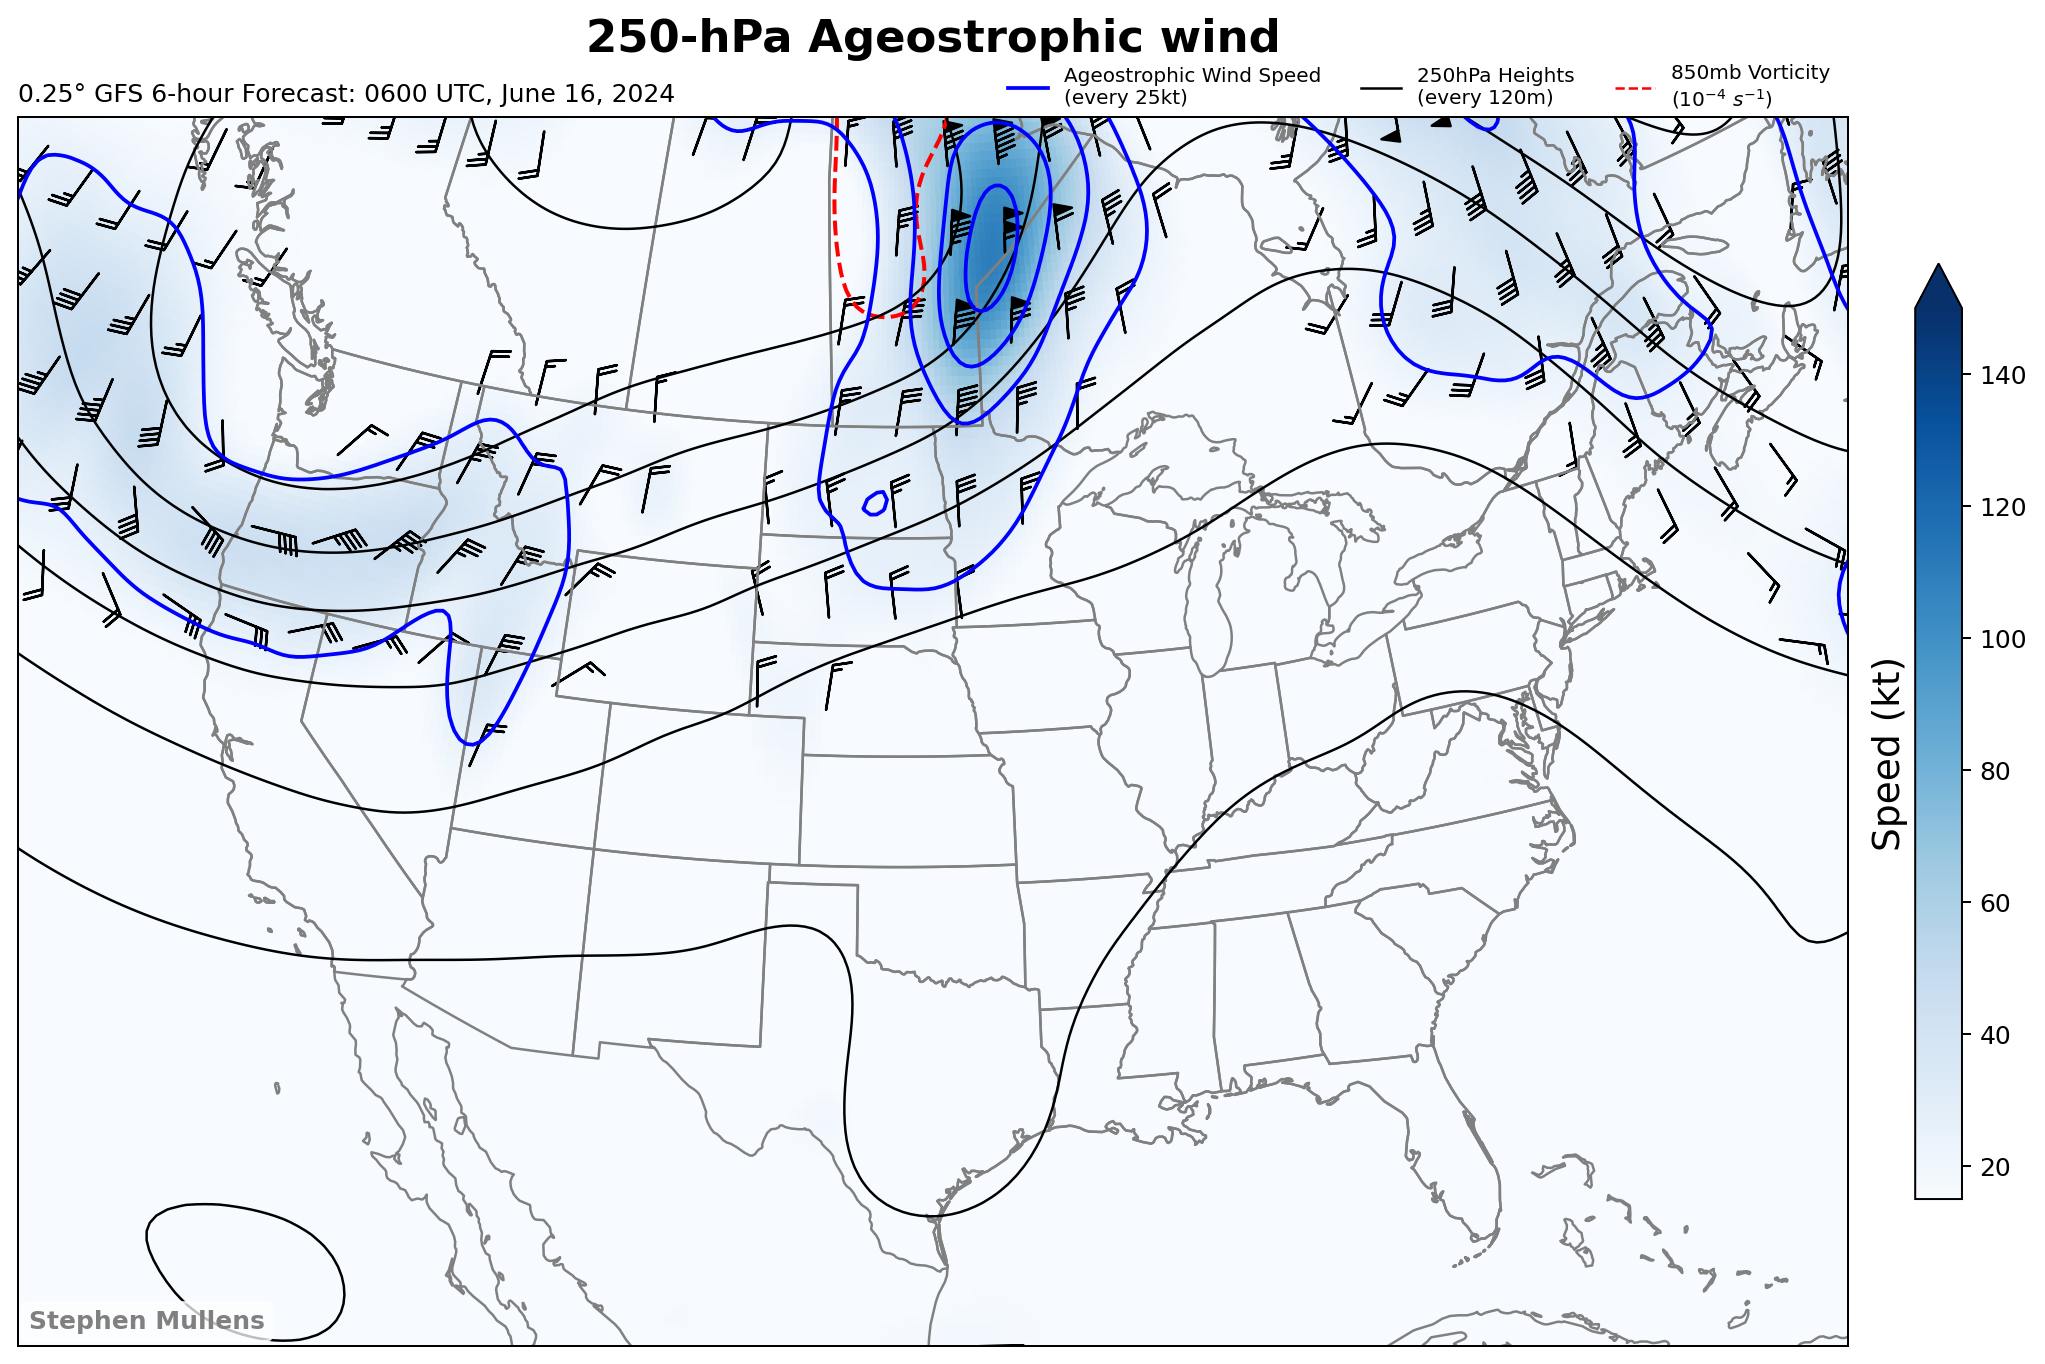 250-hPa Ageostrophic wind
0.25° GFS 6-hour Forecast: 0600 UTC, June 16, 2024
Ageostrophic Wind Speed
(every 25kt)
250hPa Heights
(every 120m)
850mb Vorticity
(10⁻⁴ s⁻¹)
140
120
100
80
60
40
20
Speed (kt)
Stephen Mullens